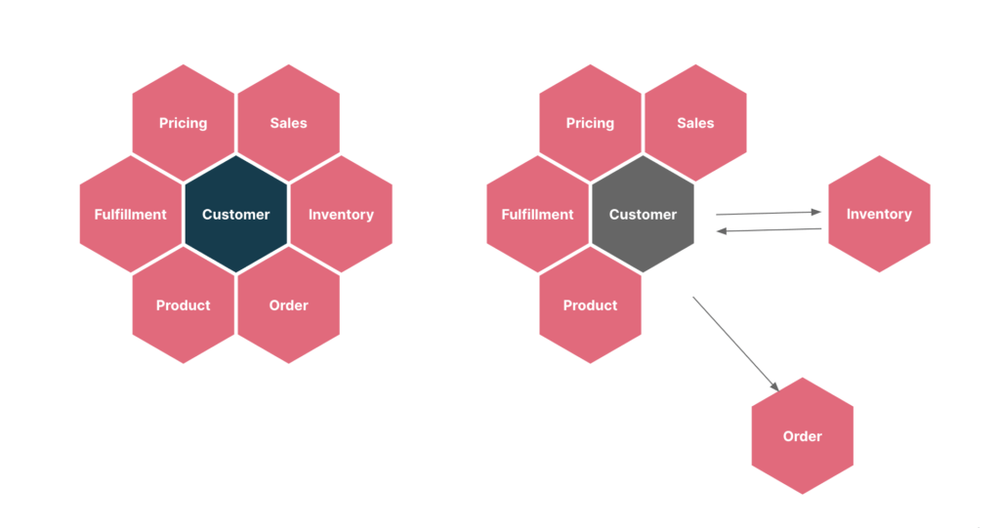 Pricing
Sales
Fulfillment
Customer
Inventory
Product
Order
Pricing
Sales
Fulfillment
Customer
Inventory
Product
Order